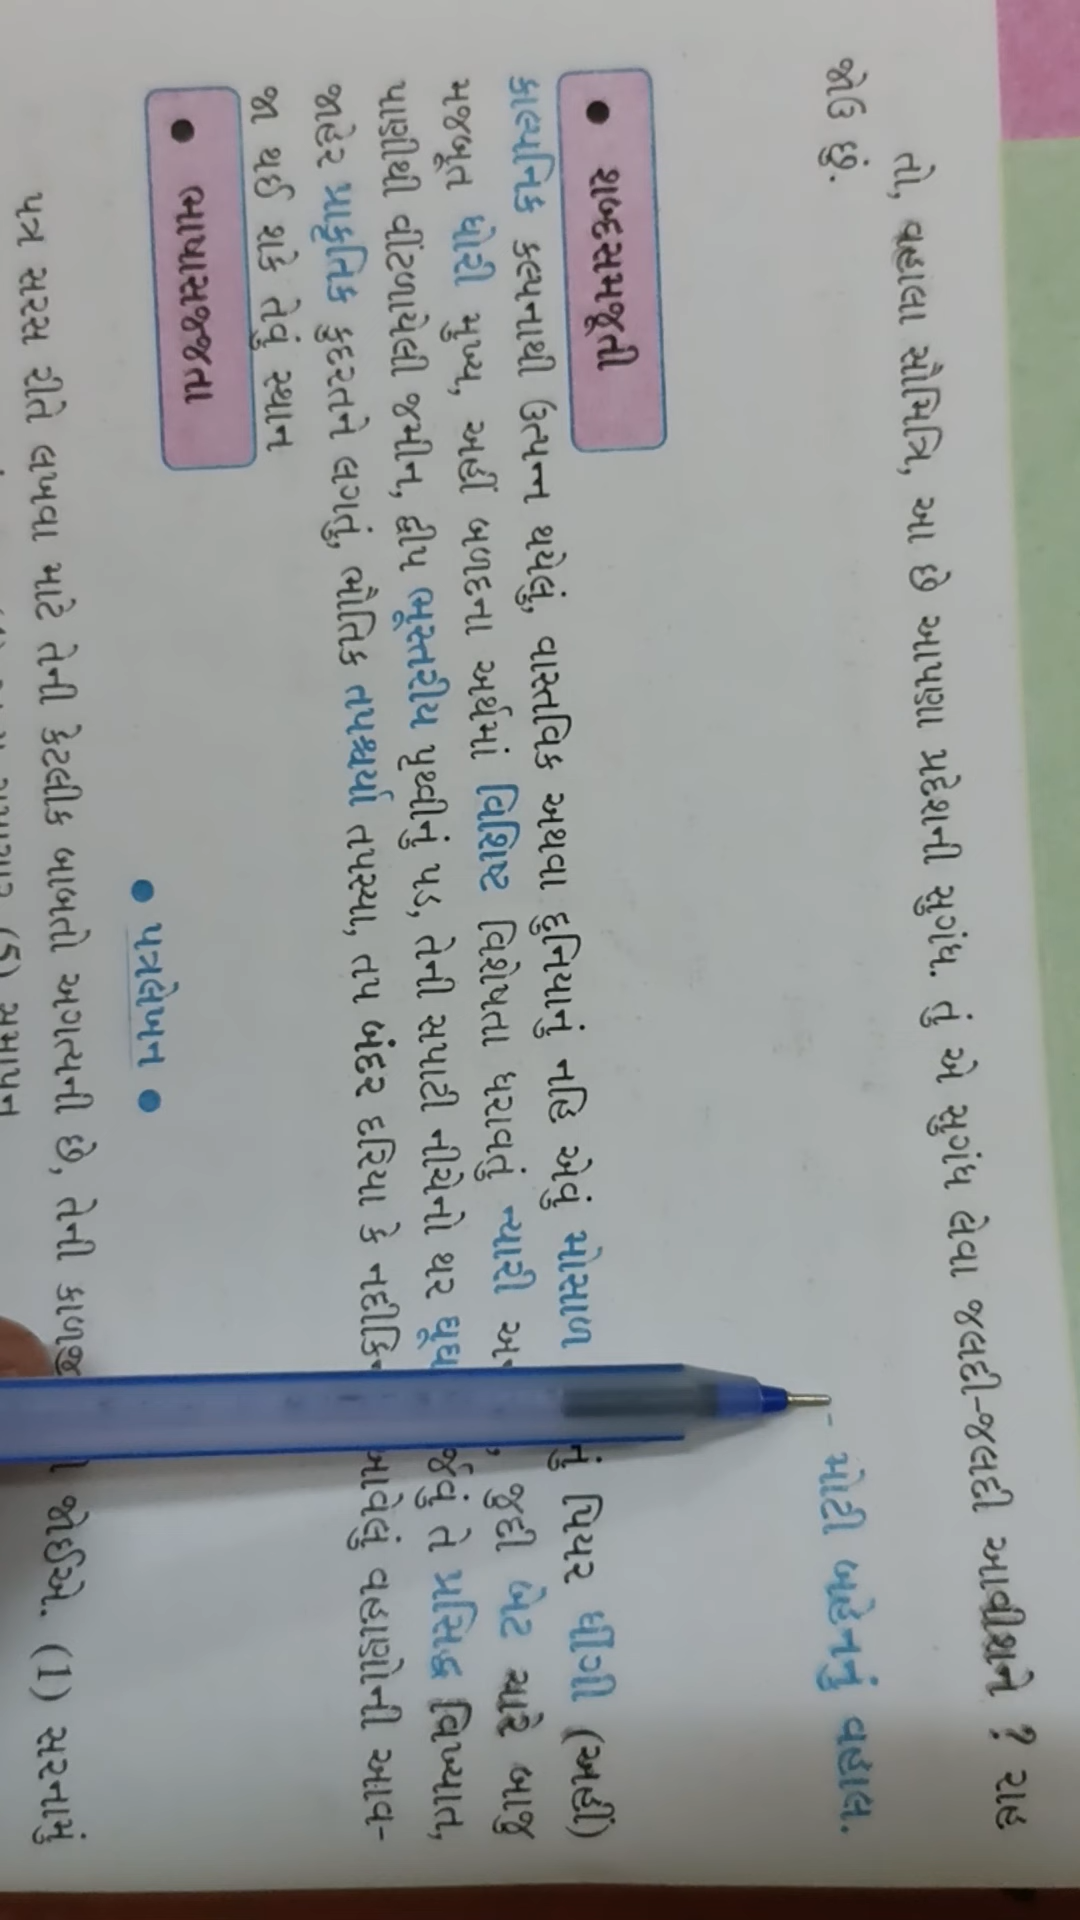 તો, વહાલા સૌમિત્રિ, આ છે આપણા પ્રદેશની સુગંધ. તું એ સુગંધ લેવા જલદી-જલદી આવીશને ? રાહ
જોઉં છું.
- મોટી બહેનનું વહાલ.
• શબ્દસમજૂતી
કાલ્પનિક કલ્પનાથી ઉત્પન્ન થયેલું, વાસ્તવિક અથવા દુનિયાનું નહિ એવું મોસાળ નું પિયર ધીંગી (અહીં)
મજબૂત ધોરી મુખ્ય, અહીં બળદના અર્થમાં વિશિષ્ટ વિશેષતા ધરાવતું ન્યારી જુદી બેટ ચારે બાજુ
પાણીથી વીંટળાયેલી જમીન, દ્વીપ ભૂસ્તરીય પૃથ્વીનું પડ, તેની સપાટી નીચેનો થર તે પ્રસિદ્ધ વિખ્યાત,
જાહેર પ્રાકૃતિક કુદરતને લગતું, ભૌતિક તપશ્ચર્યા તપસ્યા, તપ બંદર દરિયા કે આવેલું વહાણોની આવ-
જા થઈ શકે તેવું સ્થાન
• ભાષાસજ્જતા
• પત્રલેખન •
પત્ર સરસ રીતે લખવા માટે તેની કેટલીક બાબતો અગત્યની છે, તેની જોઈએ. (1) સરનામું
(5) સમાપન